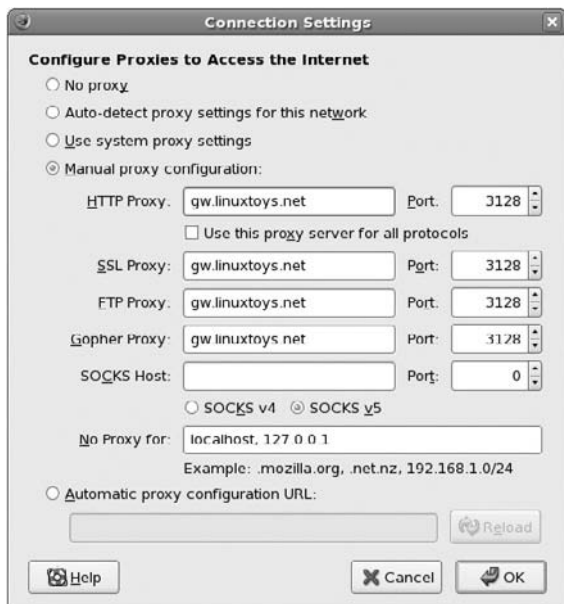 Connection Settings
Configure Proxies to Access the Internet
No proxy
Auto-detect proxy settings for this network
Use system proxy settings
Manual proxy configuration:
HTTP Proxy: gw.linuxtoys.net Port: 3128
Use this proxy server for all protocols
SSL Proxy: gw.linuxtoys.net Port: 3128
FTP Proxy: gw.linuxtoys.net Port: 3128
Gopher Proxy: gw.linuxtoys.net Port: 3128
SOCKS Host: Port: 0
SOCKS v4 SOCKS v5
No Proxy for: localhost, 127.0.0.1
Example: .mozilla.org, .net.nz, 192.168.1.0/24
Automatic proxy configuration URL:
Reload
Help Cancel OK